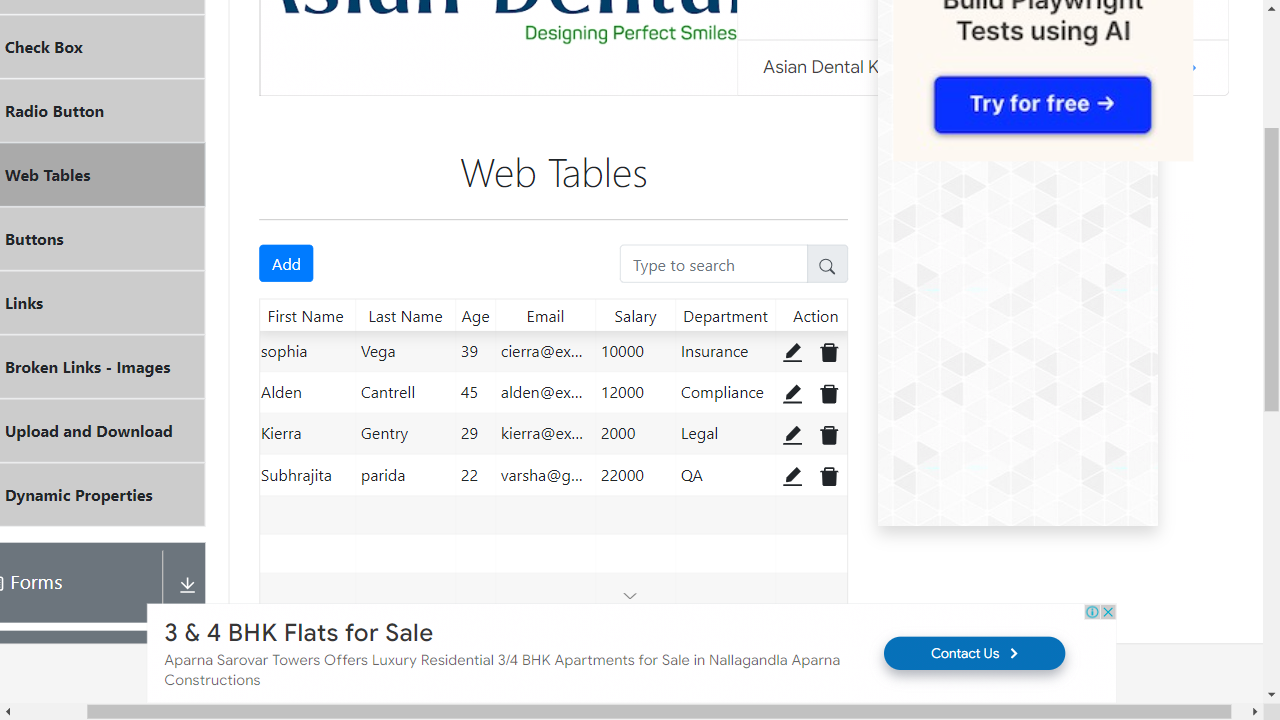 Asian Dental
Designing Perfect Smiles
Asian Dental K
Build Playwright
Tests using AI
Try for free →
Check Box
Radio Button
Web Tables
Buttons
Links
Broken Links - Images
Upload and Download
Dynamic Properties
Forms
Web Tables
Add
Type to search
First Name Last Name Age Email Salary Department Action
sophia Vega 39 cierra@ex... 10000 Insurance
Alden Cantrell 45 alden@ex... 12000 Compliance
Kierra Gentry 29 kierra@ex... 2000 Legal
Subhrajita parida 22 varsha@g... 22000 QA
3 & 4 BHK Flats for Sale
Aparna Sarovar Towers Offers Luxury Residential 3/4 BHK Apartments for Sale in Nallagandla Aparna
Constructions
Contact Us